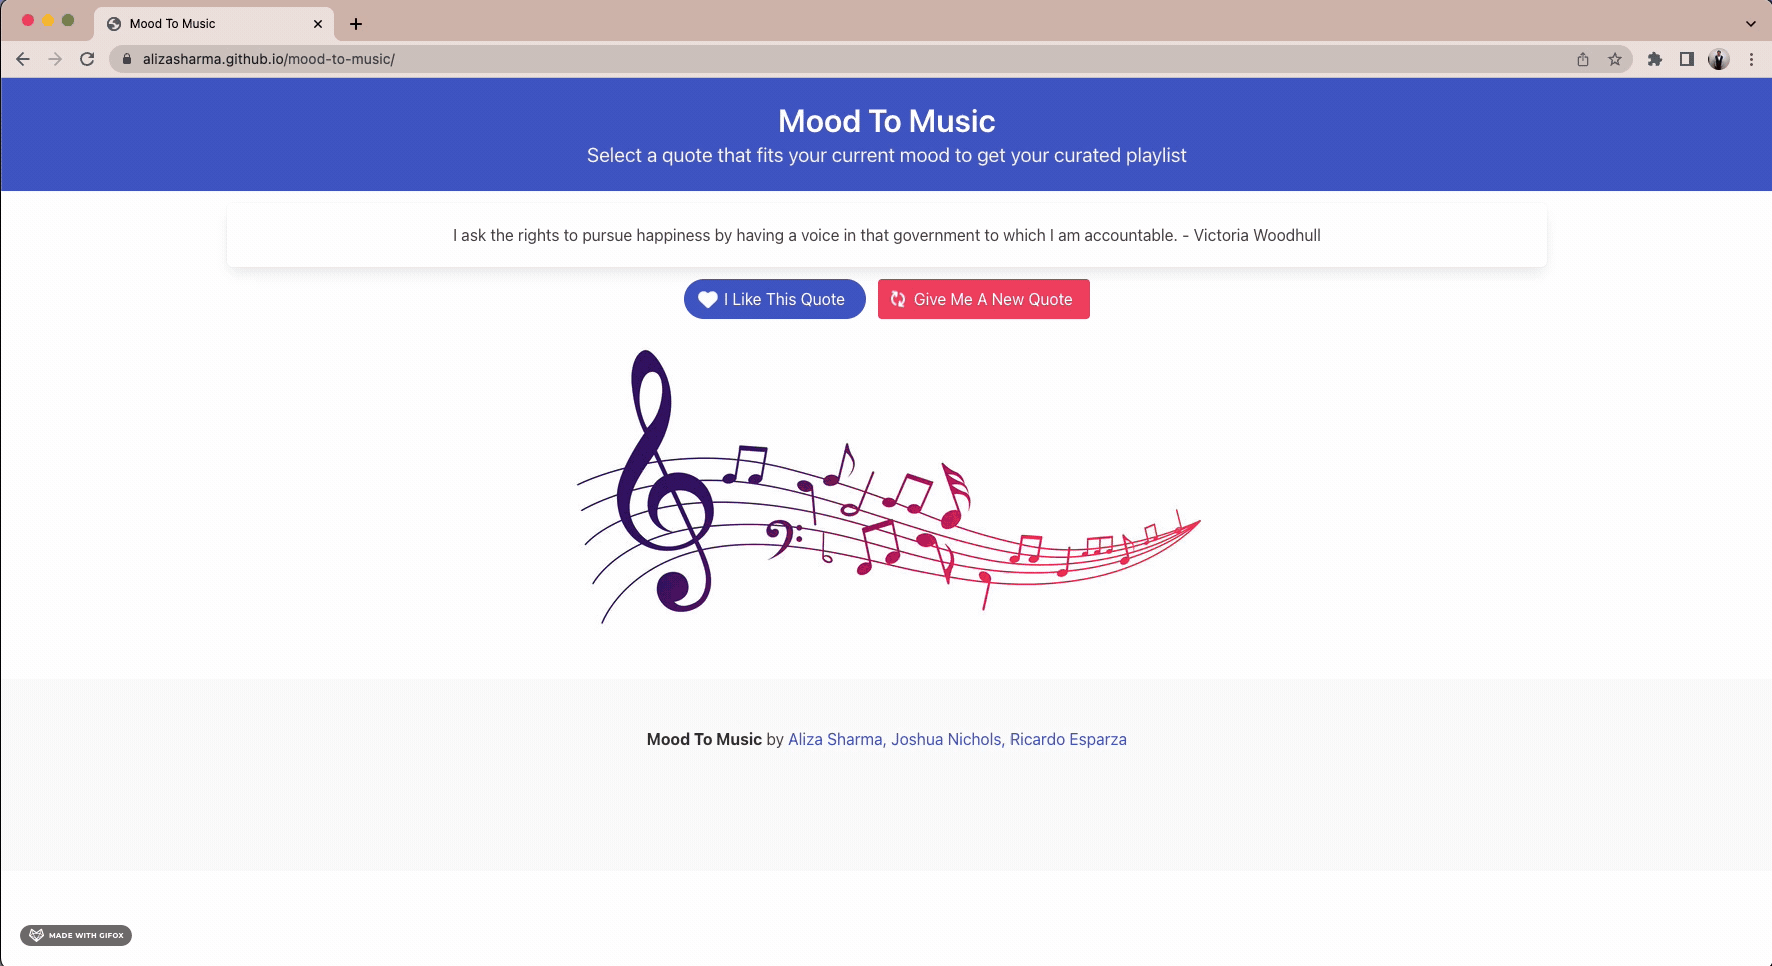 Mood To Music
alizasharma.github.io/mood-to-music/
Mood To Music
Select a quote that fits your current mood to get your curated playlist
I ask the rights to pursue happiness by having a voice in that government to which I am accountable. - Victoria Woodhull
I Like This Quote
Give Me A New Quote
Mood To Music by Aliza Sharma, Joshua Nichols, Ricardo Esparza
MADE WITH GIFOX